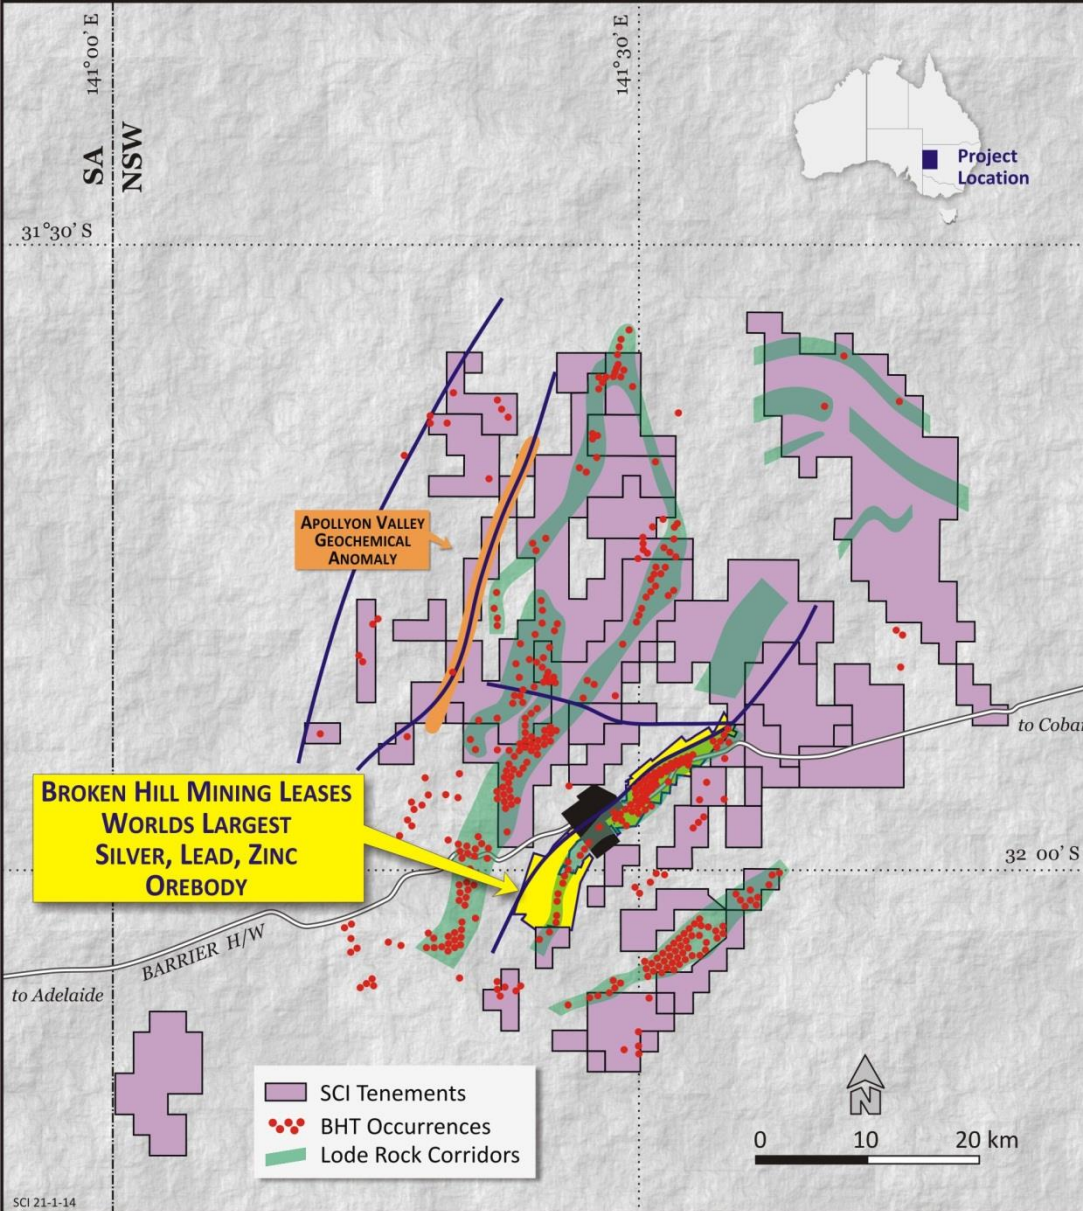 141°00' E
141°30' E
SA
NSW
Project
Location
31°30' S
APOLLYON VALLEY
GEOCHEMICAL
ANOMALY
to Cobar
BROKEN HILL MINING LEASES
WORLDS LARGEST
SILVER, LEAD, ZINC
OREBODY
32 00' S
BARRIER H/W
to Adelaide
SCI Tenements
BHT Occurrences
Lode Rock Corridors
N
0 10 20 km
SCI 21-1-14